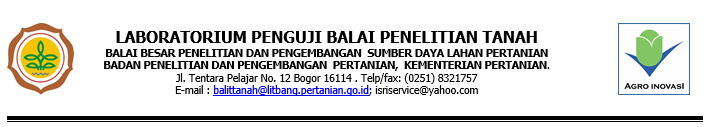 LABORATORIUM PENGUJI BALAI PENELITIAN TANAH
BALAI BESAR PENELITIAN DAN PENGEMBANGAN SUMBER DAYA LAHAN PERTANIAN
BADAN PENELITIAN DAN PENGEMBANGAN PERTANIAN, KEMENTERIAN PERTANIAN.
Jl. Tentara Pelajar No. 12 Bogor 16114 . Telp/fax: (0251) 8321757
E-mail : balittanah@litbang.pertanian.go.id; isriservice@yahoo.com
AGRO INOVASI